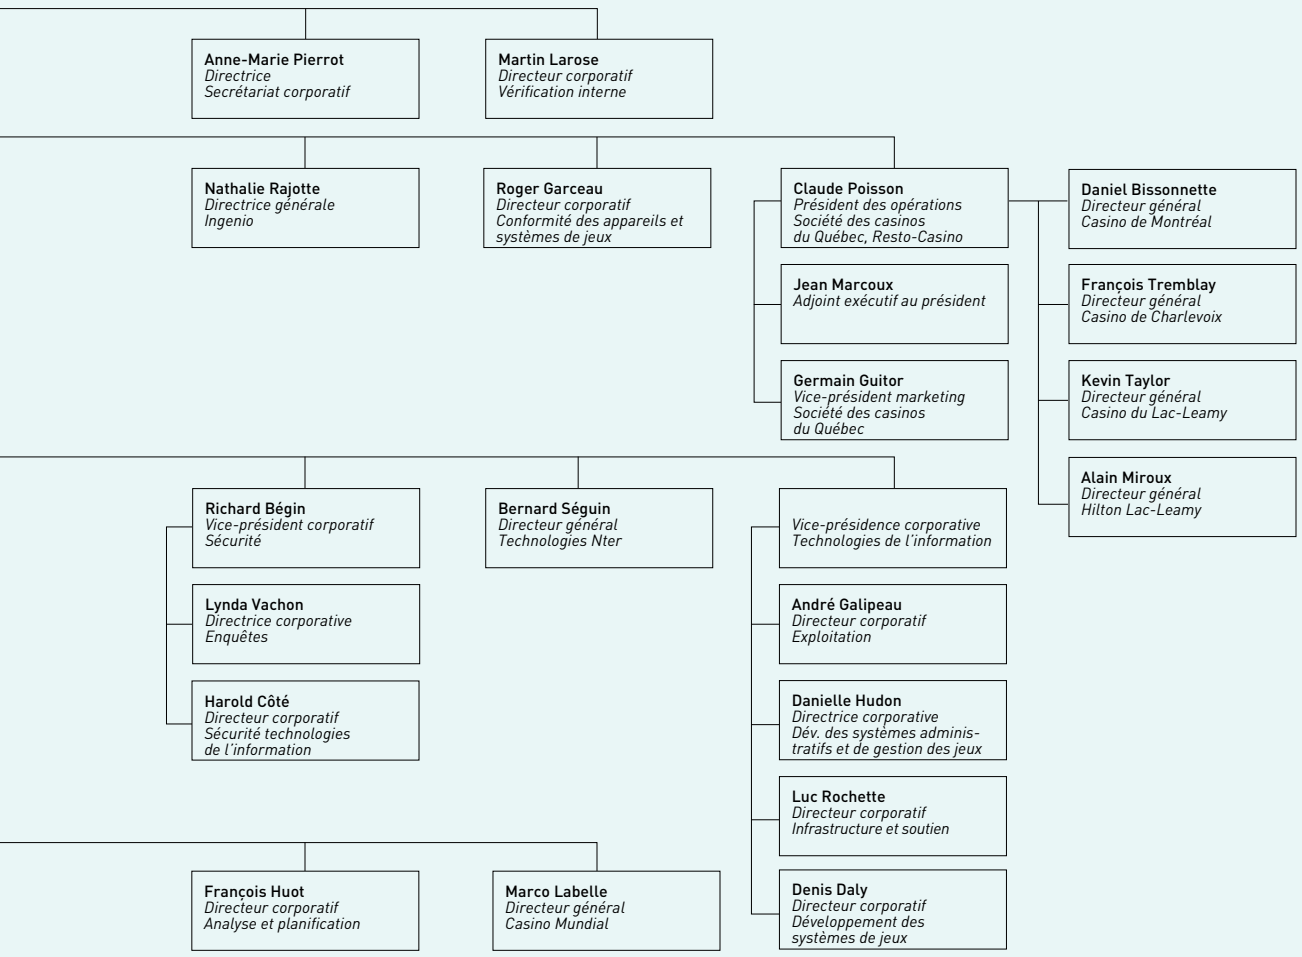 Anne-Marie Pierrot
Directrice
Secrétariat corporatif
Martin Larose
Directeur corporatif
Vérification interne
Nathalie Rajotte
Directrice générale
Ingenio
Roger Garceau
Directeur corporatif
Conformité des appareils et
systèmes de jeux
Claude Poisson
Président des opérations
Société des casinos
du Québec, Resto-Casino
Jean Marcoux
Adjoint exécutif au président
Germain Guitor
Vice-président marketing
Société des casinos
du Québec
Daniel Bissonnette
Directeur général
Casino de Montréal
François Tremblay
Directeur général
Casino de Charlevoix
Kevin Taylor
Directeur général
Casino du Lac-Leamy
Alain Miroux
Directeur général
Hilton Lac-Leamy
Richard Bégin
Vice-président corporatif
Sécurité
Lynda Vachon
Directrice corporative
Enquêtes
Harold Côté
Directeur corporatif
Sécurité technologies
de l'information
Bernard Séguin
Directeur général
Technologies Nter
Vice-présidence corporative
Technologies de l'information
André Galipeau
Directeur corporatif
Exploitation
Danielle Hudon
Directrice corporative
Dév. des systèmes adminis-
tratifs et de gestion des jeux
Luc Rochette
Directeur corporatif
Infrastructure et soutien
Denis Daly
Directeur corporatif
Développement des
systèmes de jeux
François Huot
Directeur corporatif
Analyse et planification
Marco Labelle
Directeur général
Casino Mundial